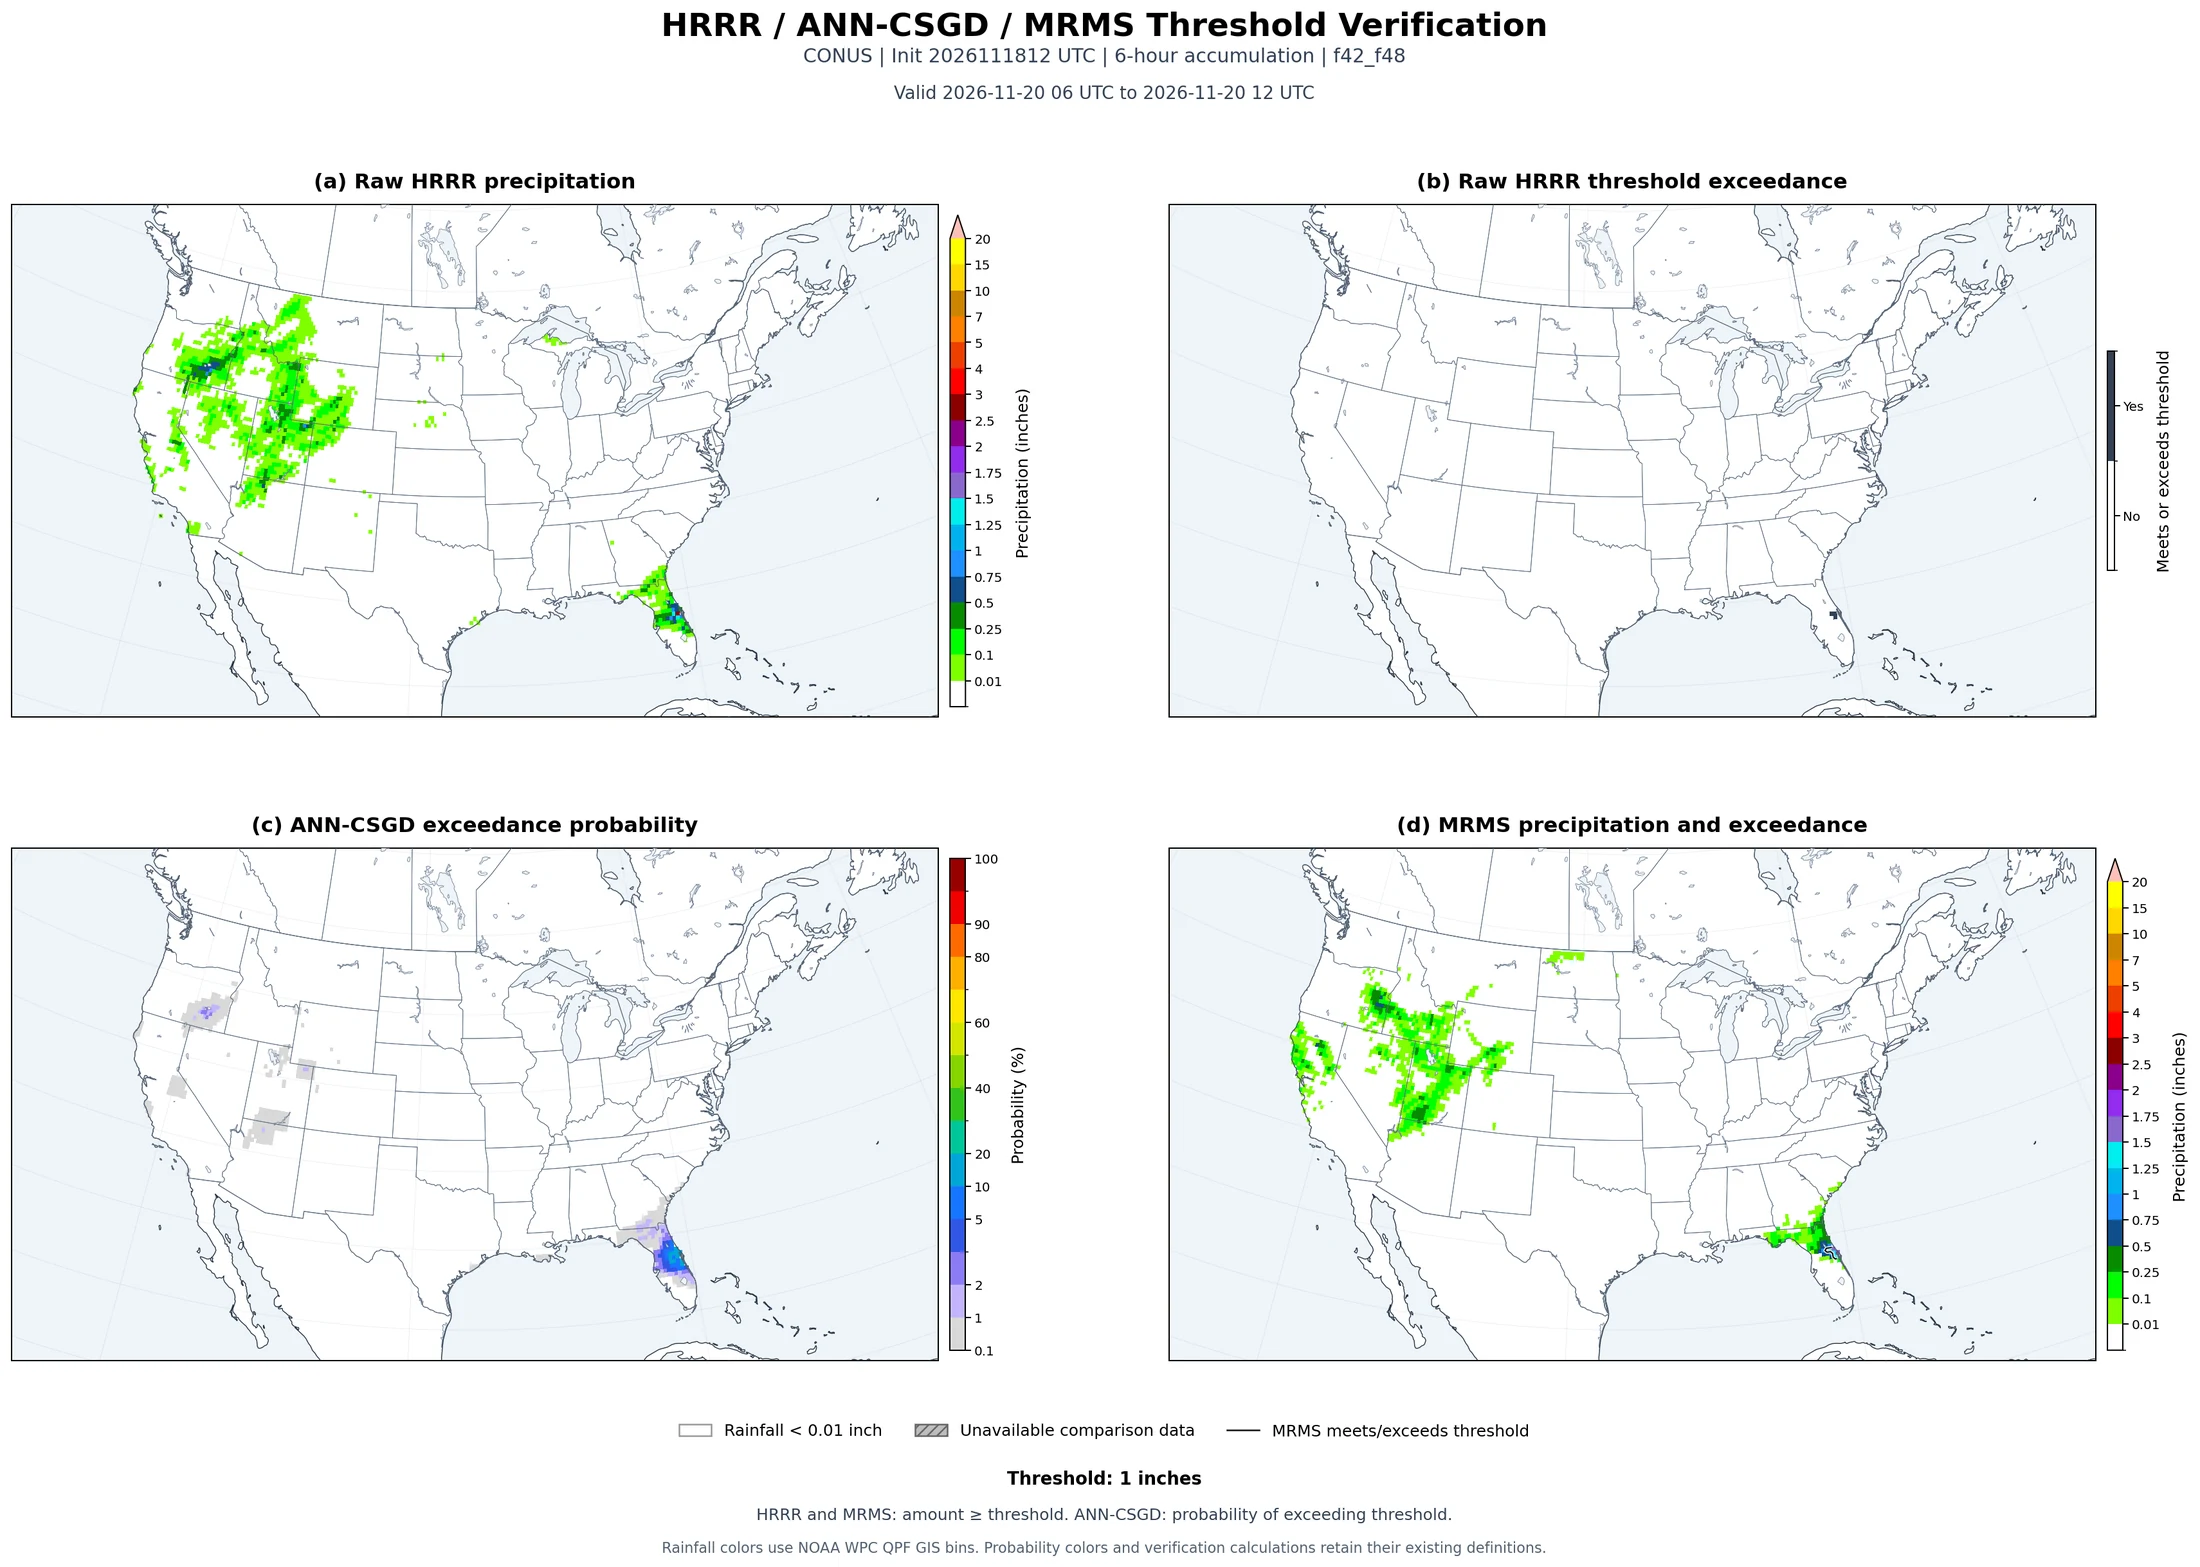 HRRR / ANN-CSGD / MRMS Threshold Verification
CONUS | Init 2026111812 UTC | 6-hour accumulation | f42_f48
Valid 2026-11-20 06 UTC to 2026-11-20 12 UTC
(a) Raw HRRR precipitation
20
15
10
7
5
4
3
2.5
2
1.75
1.5
1.25
1
0.75
0.5
0.25
0.1
0.01
Precipitation (inches)
(b) Raw HRRR threshold exceedance
Yes
No
Meets or exceeds threshold
(c) ANN-CSGD exceedance probability
100
90
80
60
40
20
10
5
2
1
0.1
Probability (%)
(d) MRMS precipitation and exceedance
20
15
10
7
5
4
3
2.5
2
1.75
1.5
1.25
1
0.75
0.5
0.25
0.1
0.01
Precipitation (inches)
Rainfall < 0.01 inch
Unavailable comparison data
MRMS meets/exceeds threshold
Threshold: 1 inches
HRRR and MRMS: amount ≥ threshold. ANN-CSGD: probability of exceeding threshold.
Rainfall colors use NOAA WPC QPF GIS bins. Probability colors and verification calculations retain their existing definitions.